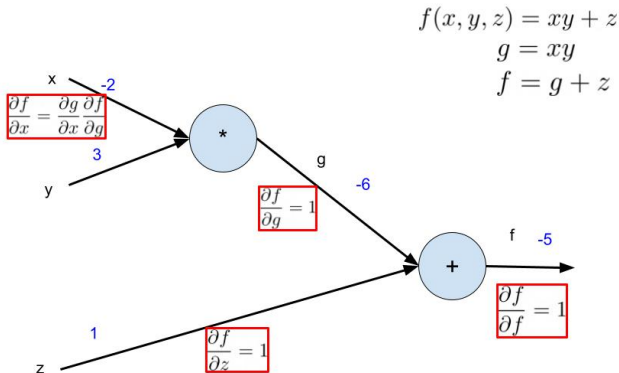 f(x, y, z) = xy + z
g = xy
f = g + z
x
-2
∂f/∂x = ∂g/∂x ∂f/∂g
*
3
y
g
-6
∂f/∂g = 1
f
-5
+
∂f/∂f = 1
1
∂f/∂z = 1
z